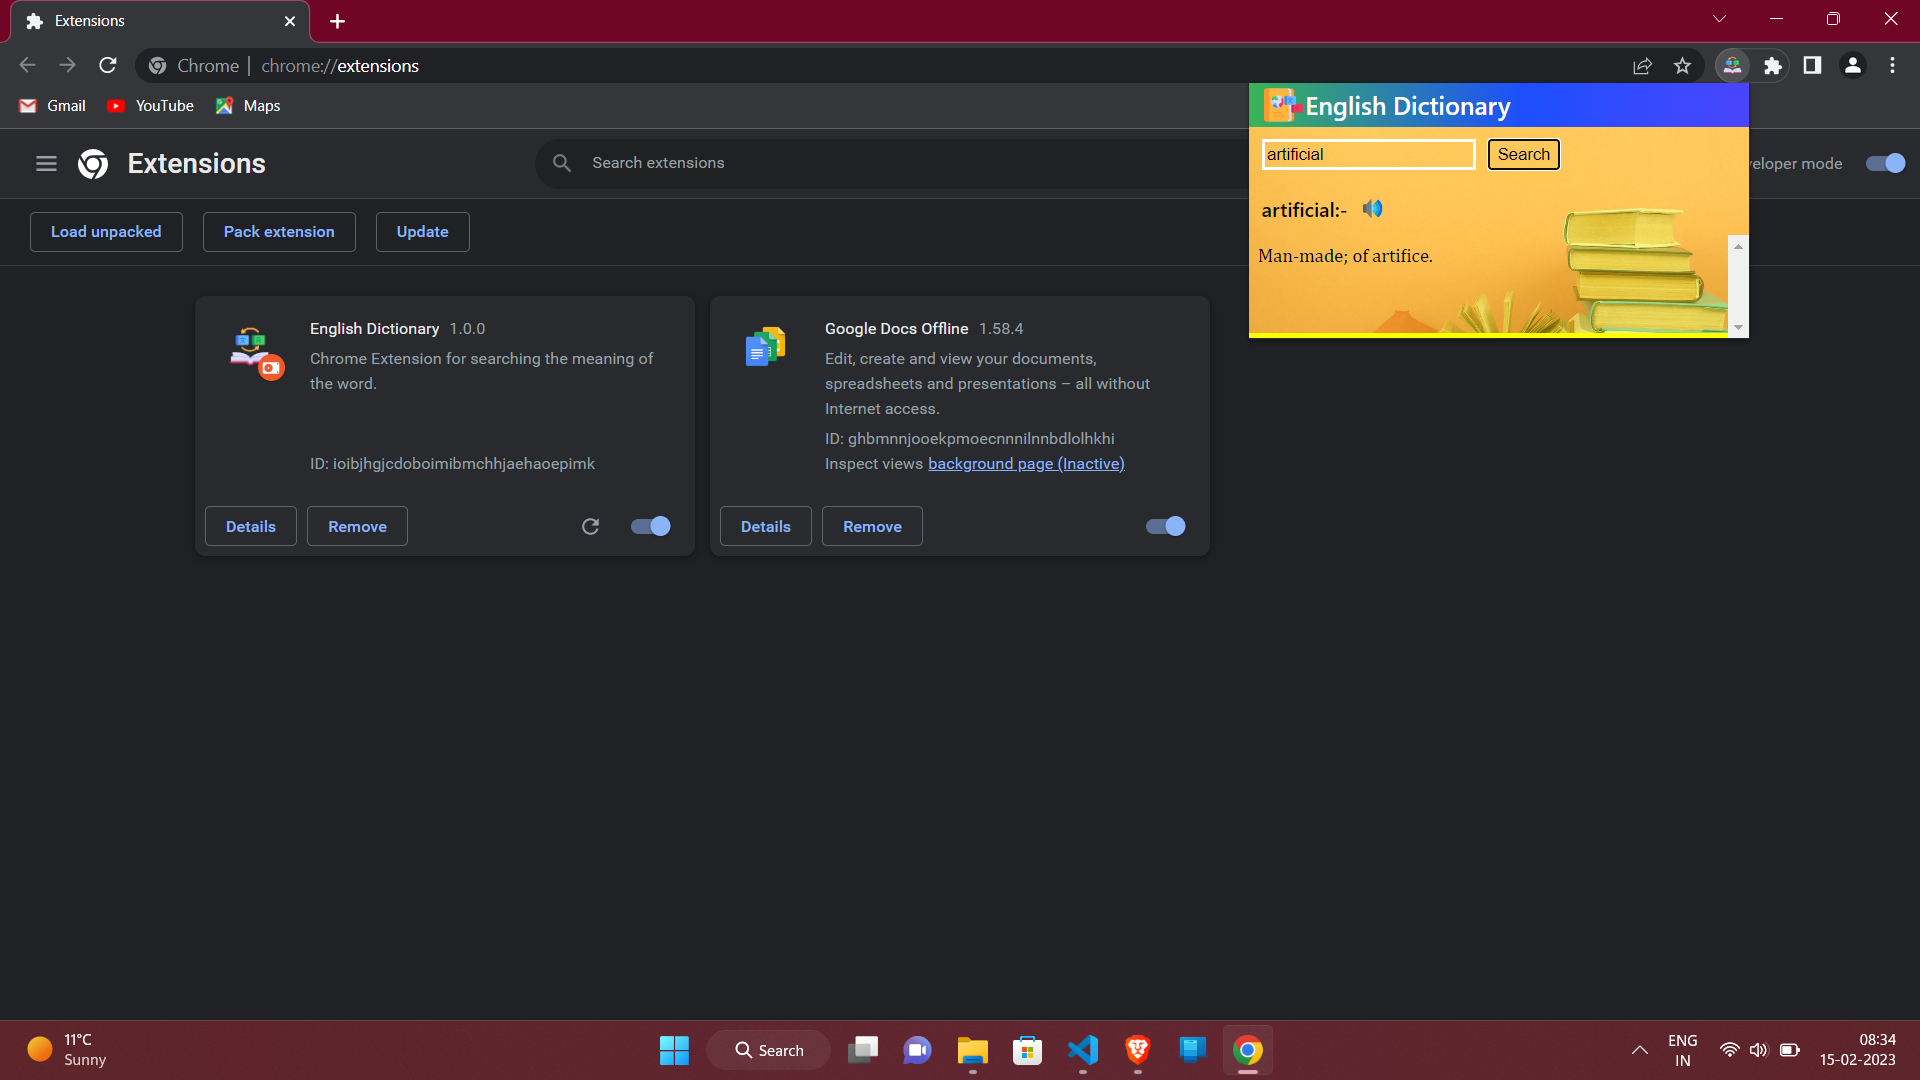 Extensions
Chrome
chrome://extensions
Gmail
YouTube
Maps
English Dictionary
artificial
Search
artificial:-
Man-made; of artifice.
Extensions
Search extensions
veloper mode
Load unpacked
Pack extension
Update
English Dictionary 1.0.0
Chrome Extension for searching the meaning of
the word.
ID: ioibjhgjcdoboimibmchhjaehaoepimk
Details
Remove
Google Docs Offline 1.58.4
Edit, create and view your documents,
spreadsheets and presentations – all without
Internet access.
ID: ghbmnnjooekpmoecnnnilnnbdlolhkhi
Inspect views background page (Inactive)
Details
Remove
11°C
Sunny
Search
ENG
IN
08:34
15-02-2023